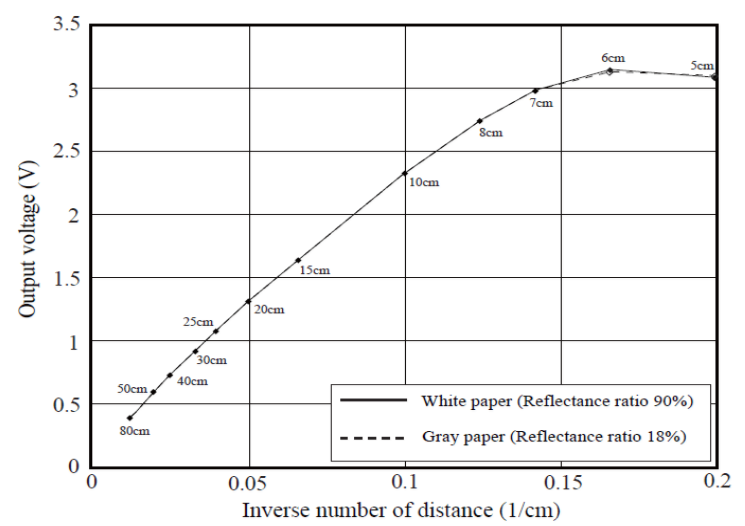 3.5
3
2.5
2
1.5
1
0.5
0
Output voltage (V)
6cm
5cm
7cm
8cm
10cm
15cm
20cm
25cm
30cm
40cm
50cm
80cm
White paper (Reflectance ratio 90%)
Gray paper (Reflectance ratio 18%)
0 0.05 0.1 0.15 0.2
Inverse number of distance (1/cm)